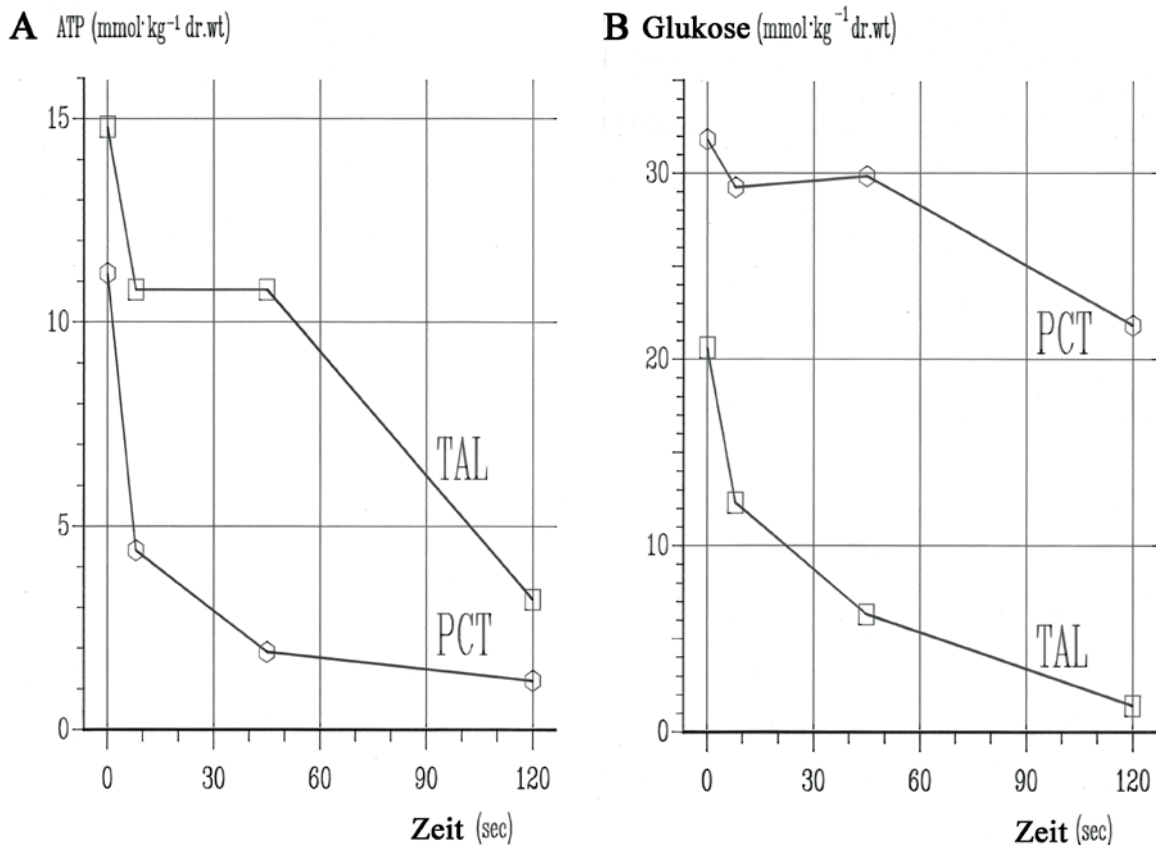 A ATP (mmol·kg⁻¹ dr.wt)
15
10
5
0
TAL
PCT
0 30 60 90 120
Zeit (sec)
B Glukose (mmol·kg⁻¹ dr.wt)
30
20
10
0
PCT
TAL
0 30 60 90 120
Zeit (sec)